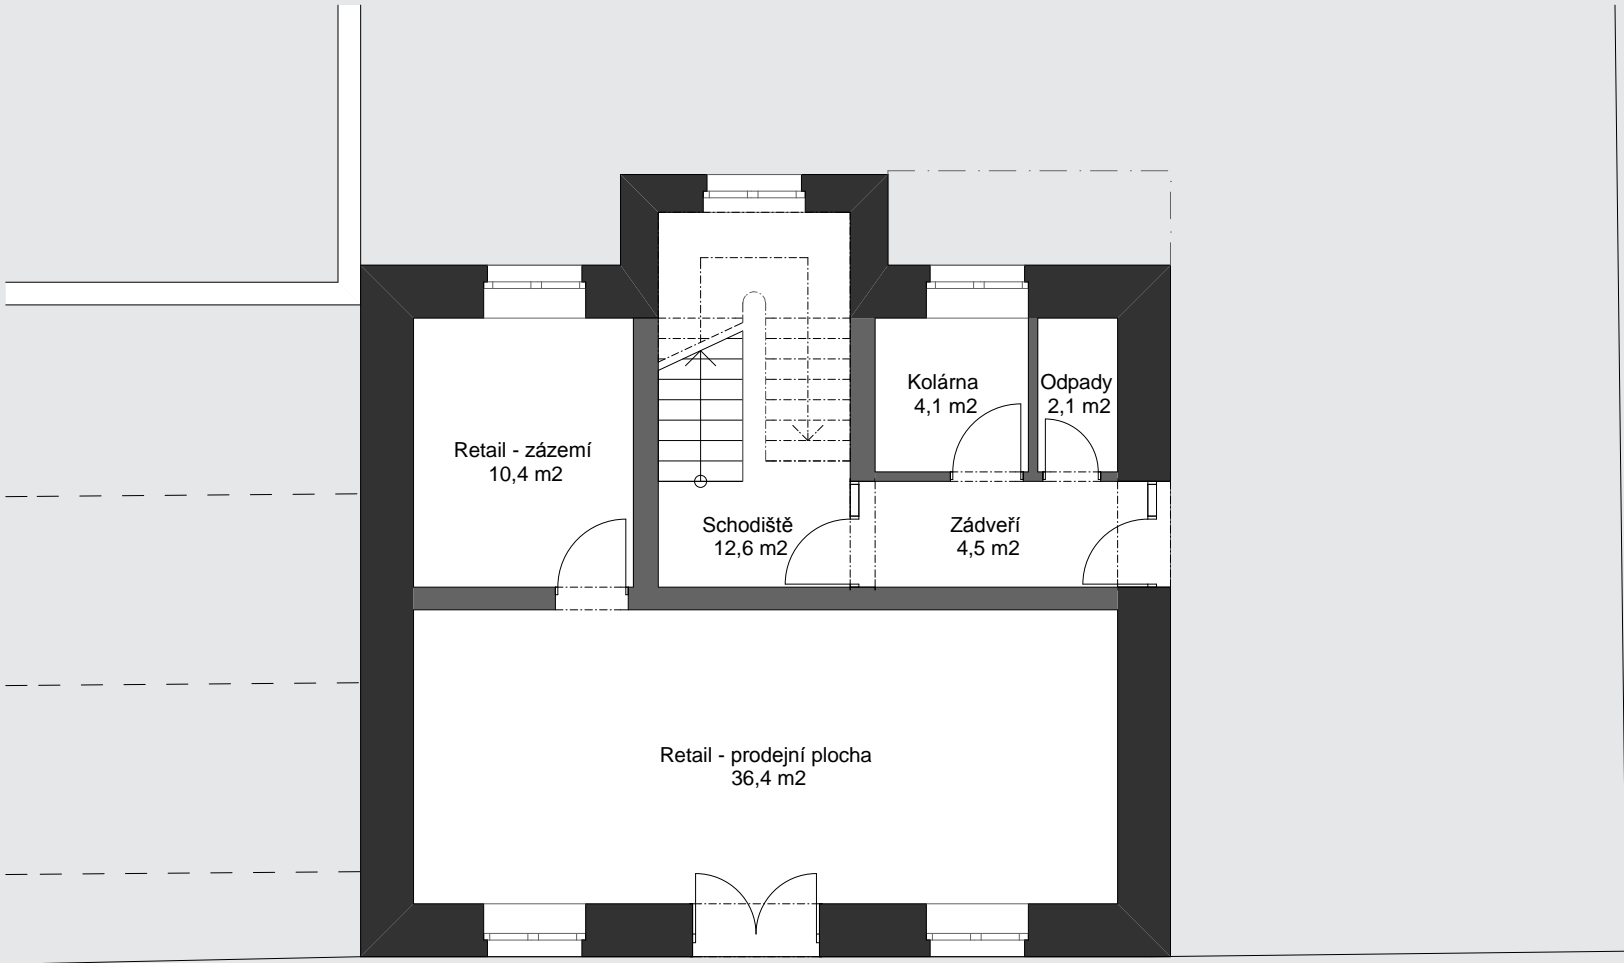 Kolárna
4,1 m2
Odpady
2,1 m2
Retail - zázemí
10,4 m2
Schodiště
12,6 m2
Zádveří
4,5 m2
Retail - prodejní plocha
36,4 m2